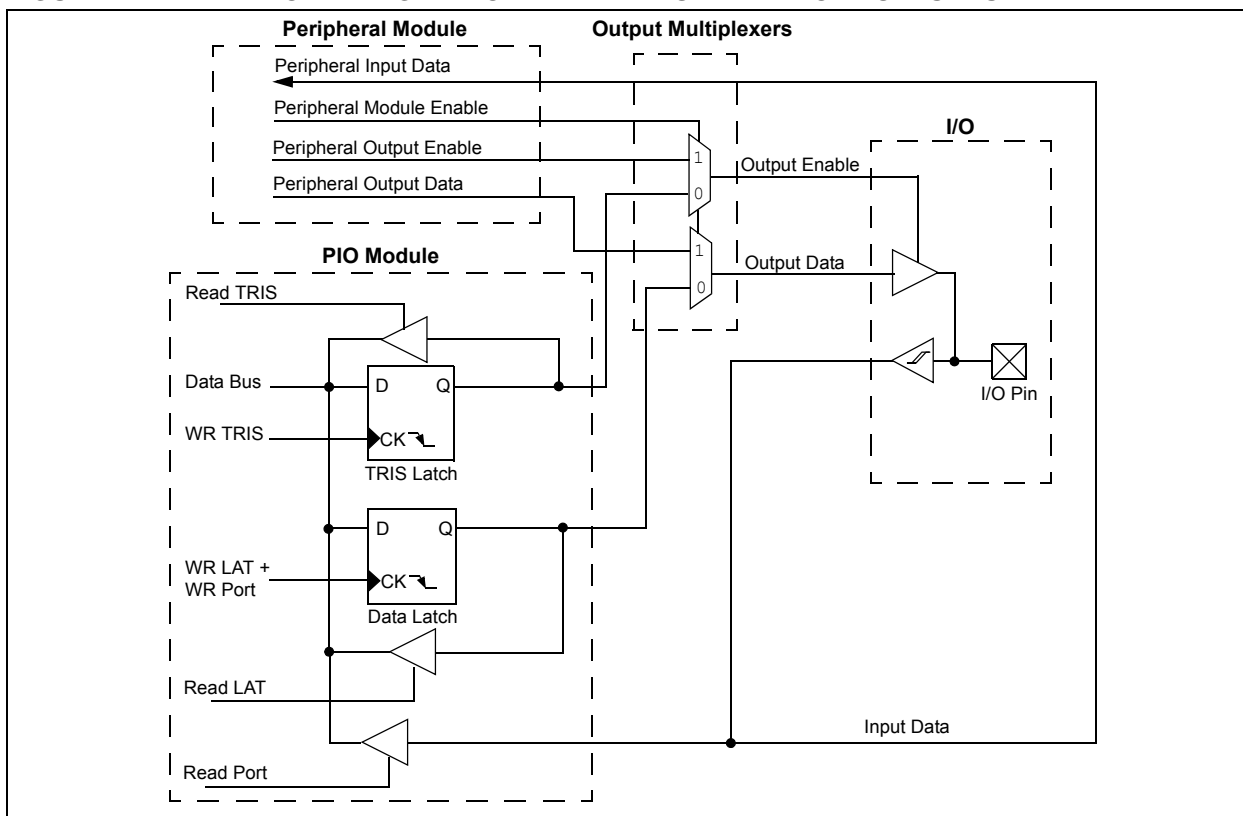 Peripheral Module
Output Multiplexers
Peripheral Input Data
Peripheral Module Enable
I/O
Peripheral Output Enable
1
Output Enable
Peripheral Output Data
0
PIO Module
1
Output Data
Read TRIS
0
Data Bus
D
Q
I/O Pin
WR TRIS
CK
TRIS Latch
D
Q
WR LAT +
WR Port
CK
Data Latch
Read LAT
Input Data
Read Port